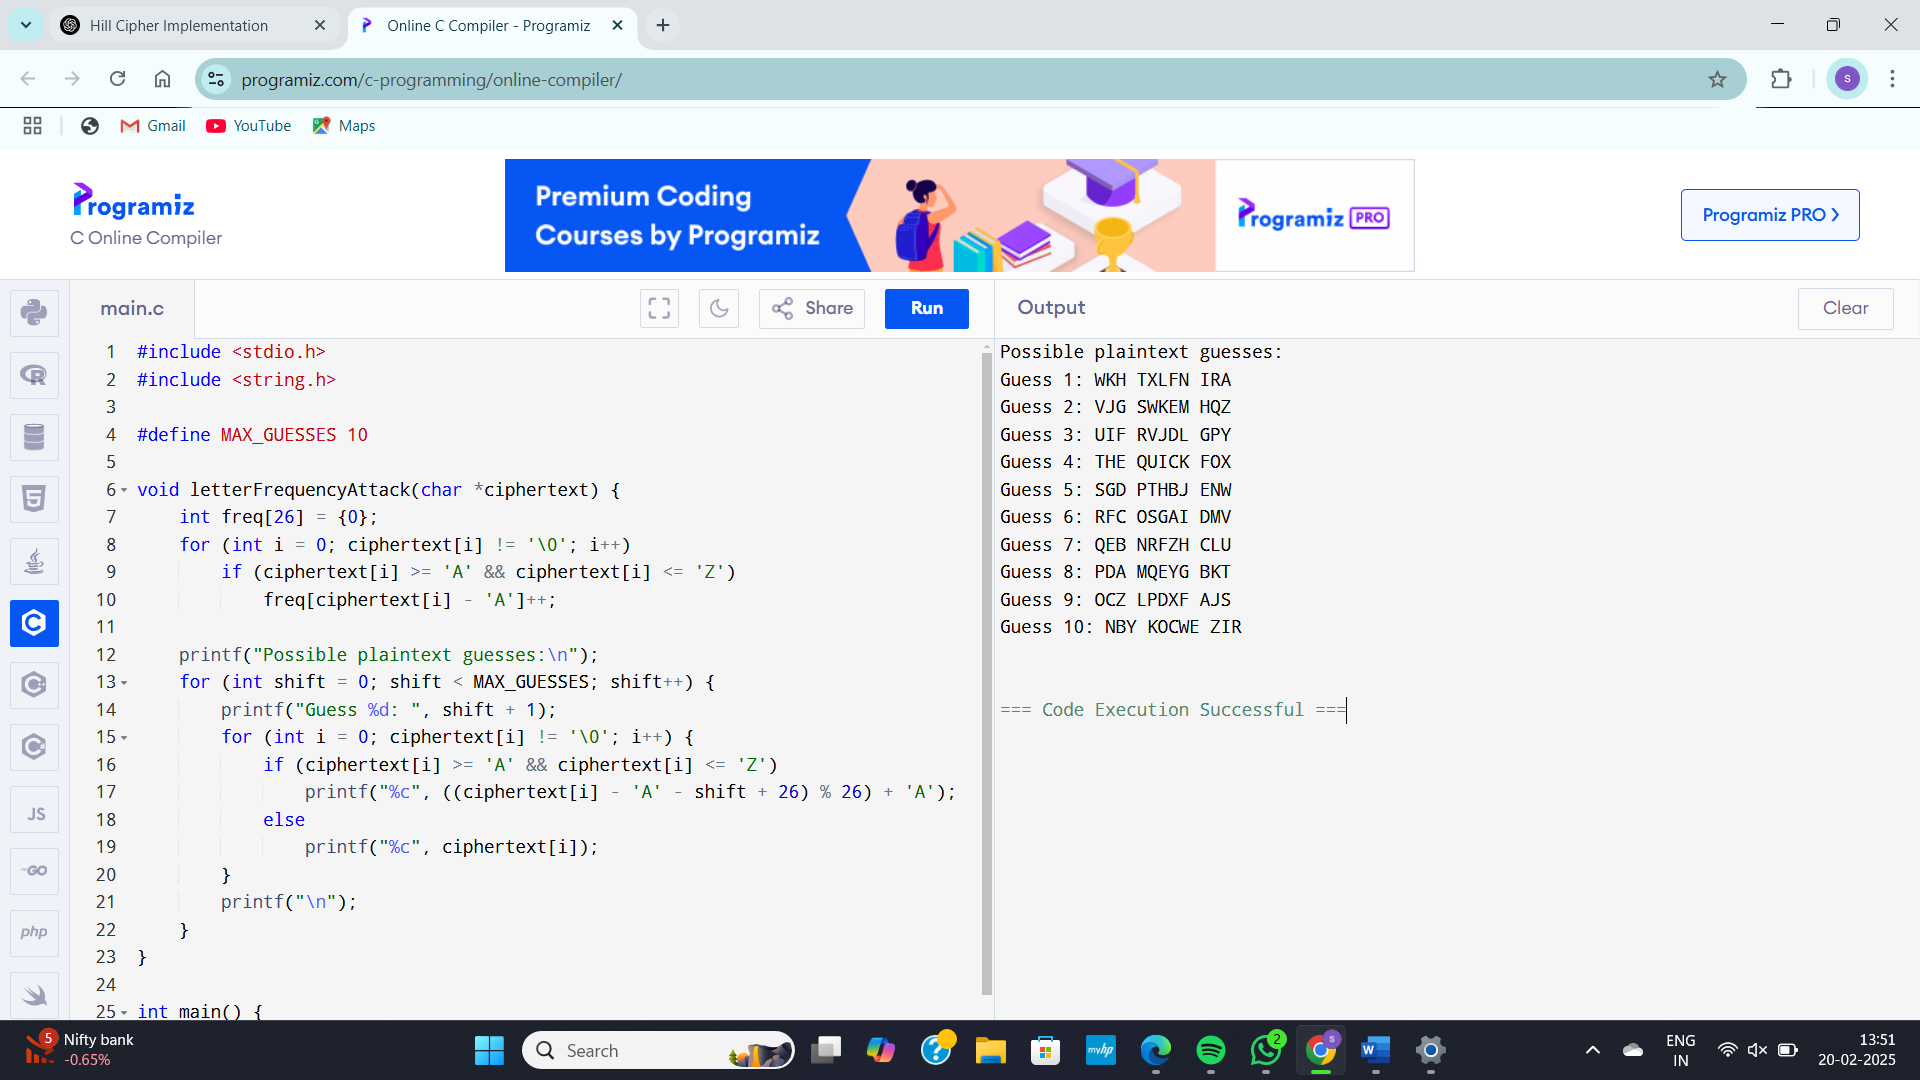 Hill Cipher Implementation
Online C Compiler - Programiz
programiz.com/c-programming/online-compiler/
S
Gmail
YouTube
Maps
Programiz
C Online Compiler
Premium Coding
Courses by Programiz
Programiz PRO
Programiz PRO
main.c
Share
Run
Output
Clear
1 #include <stdio.h>
2 #include <string.h>
3
4 #define MAX_GUESSES 10
5
6 void letterFrequencyAttack(char *ciphertext) {
7 int freq[26] = {0};
8 for (int i = 0; ciphertext[i] != '\0'; i++)
9 if (ciphertext[i] >= 'A' && ciphertext[i] <= 'Z')
10 freq[ciphertext[i] - 'A']++;
11
12 printf("Possible plaintext guesses:\n");
13 for (int shift = 0; shift < MAX_GUESSES; shift++) {
14 printf("Guess %d: ", shift + 1);
15 for (int i = 0; ciphertext[i] != '\0'; i++) {
16 if (ciphertext[i] >= 'A' && ciphertext[i] <= 'Z')
17 printf("%c", ((ciphertext[i] - 'A' - shift + 26) % 26) + 'A');
18 else
19 printf("%c", ciphertext[i]);
20 }
21 printf("\n");
22 }
23 }
24
25 int main() {
Possible plaintext guesses:
Guess 1: WKH TXLFN IRA
Guess 2: VJG SWKEM HQZ
Guess 3: UIF RVJDL GPY
Guess 4: THE QUICK FOX
Guess 5: SGD PTHBJ ENW
Guess 6: RFC OSGAI DMV
Guess 7: QEB NRFZH CLU
Guess 8: PDA MQEYG BKT
Guess 9: OCZ LPDXF AJS
Guess 10: NBY KOCWE ZIR
=== Code Execution Successful ===
JS
GO
php
5
Nifty bank
-0.65%
Search
myhp
2
S
W
ENG
IN
13:51
20-02-2025